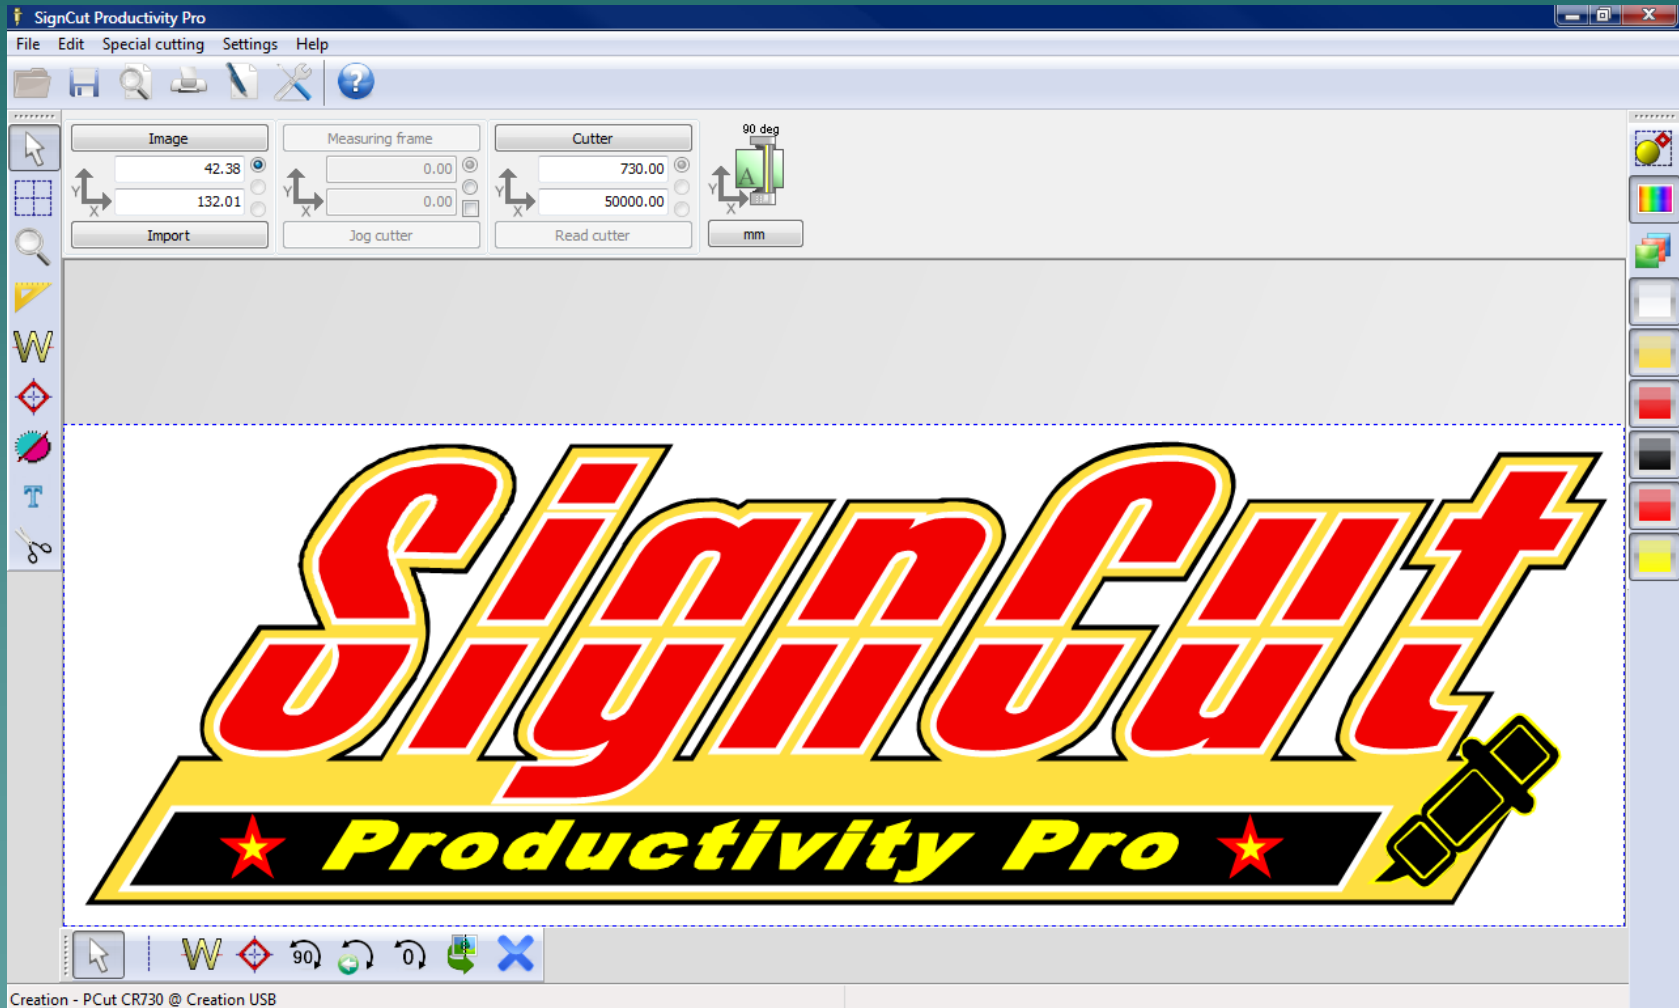 SignCut Productivity Pro
File Edit Special cutting Settings Help
?
90 deg
Image Measuring frame Cutter
42.38 0.00 730.00
A
Y Y Y Y
132.01 0.00 50000.00
X X X X
Import Jog cutter Read cutter mm
W
T
SignCut
Productivity Pro
W 90 0
Creation - PCut CR730 @ Creation USB